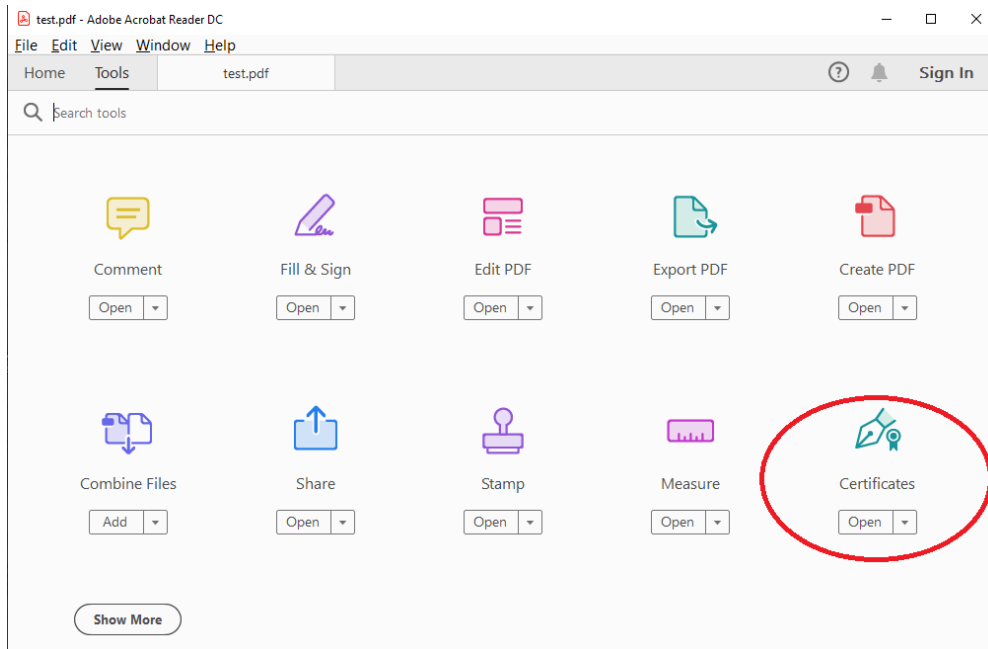 test.pdf - Adobe Acrobat Reader DC
File Edit View Window Help
Home Tools test.pdf ? Sign In
Search tools
Comment Fill & Sign Edit PDF Export PDF Create PDF
Open Open Open Open Open
Combine Files Share Stamp Measure Certificates
Add Open Open Open Open
Show More